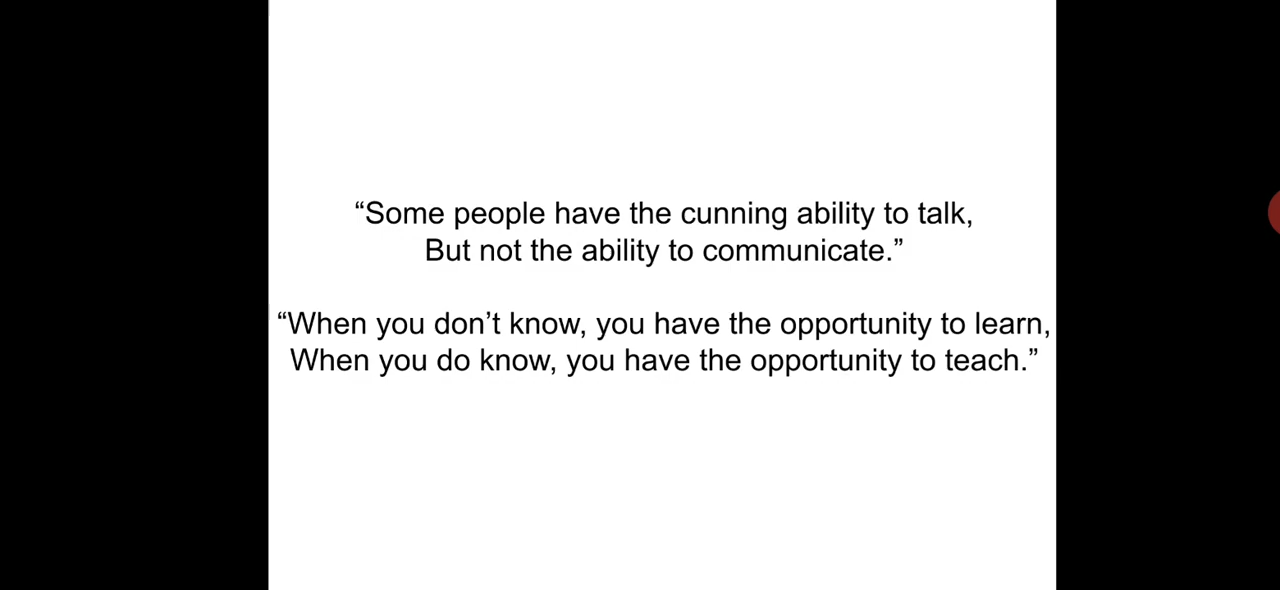 “Some people have the cunning ability to talk,
But not the ability to communicate.”
“When you don’t know, you have the opportunity to learn,
When you do know, you have the opportunity to teach.”